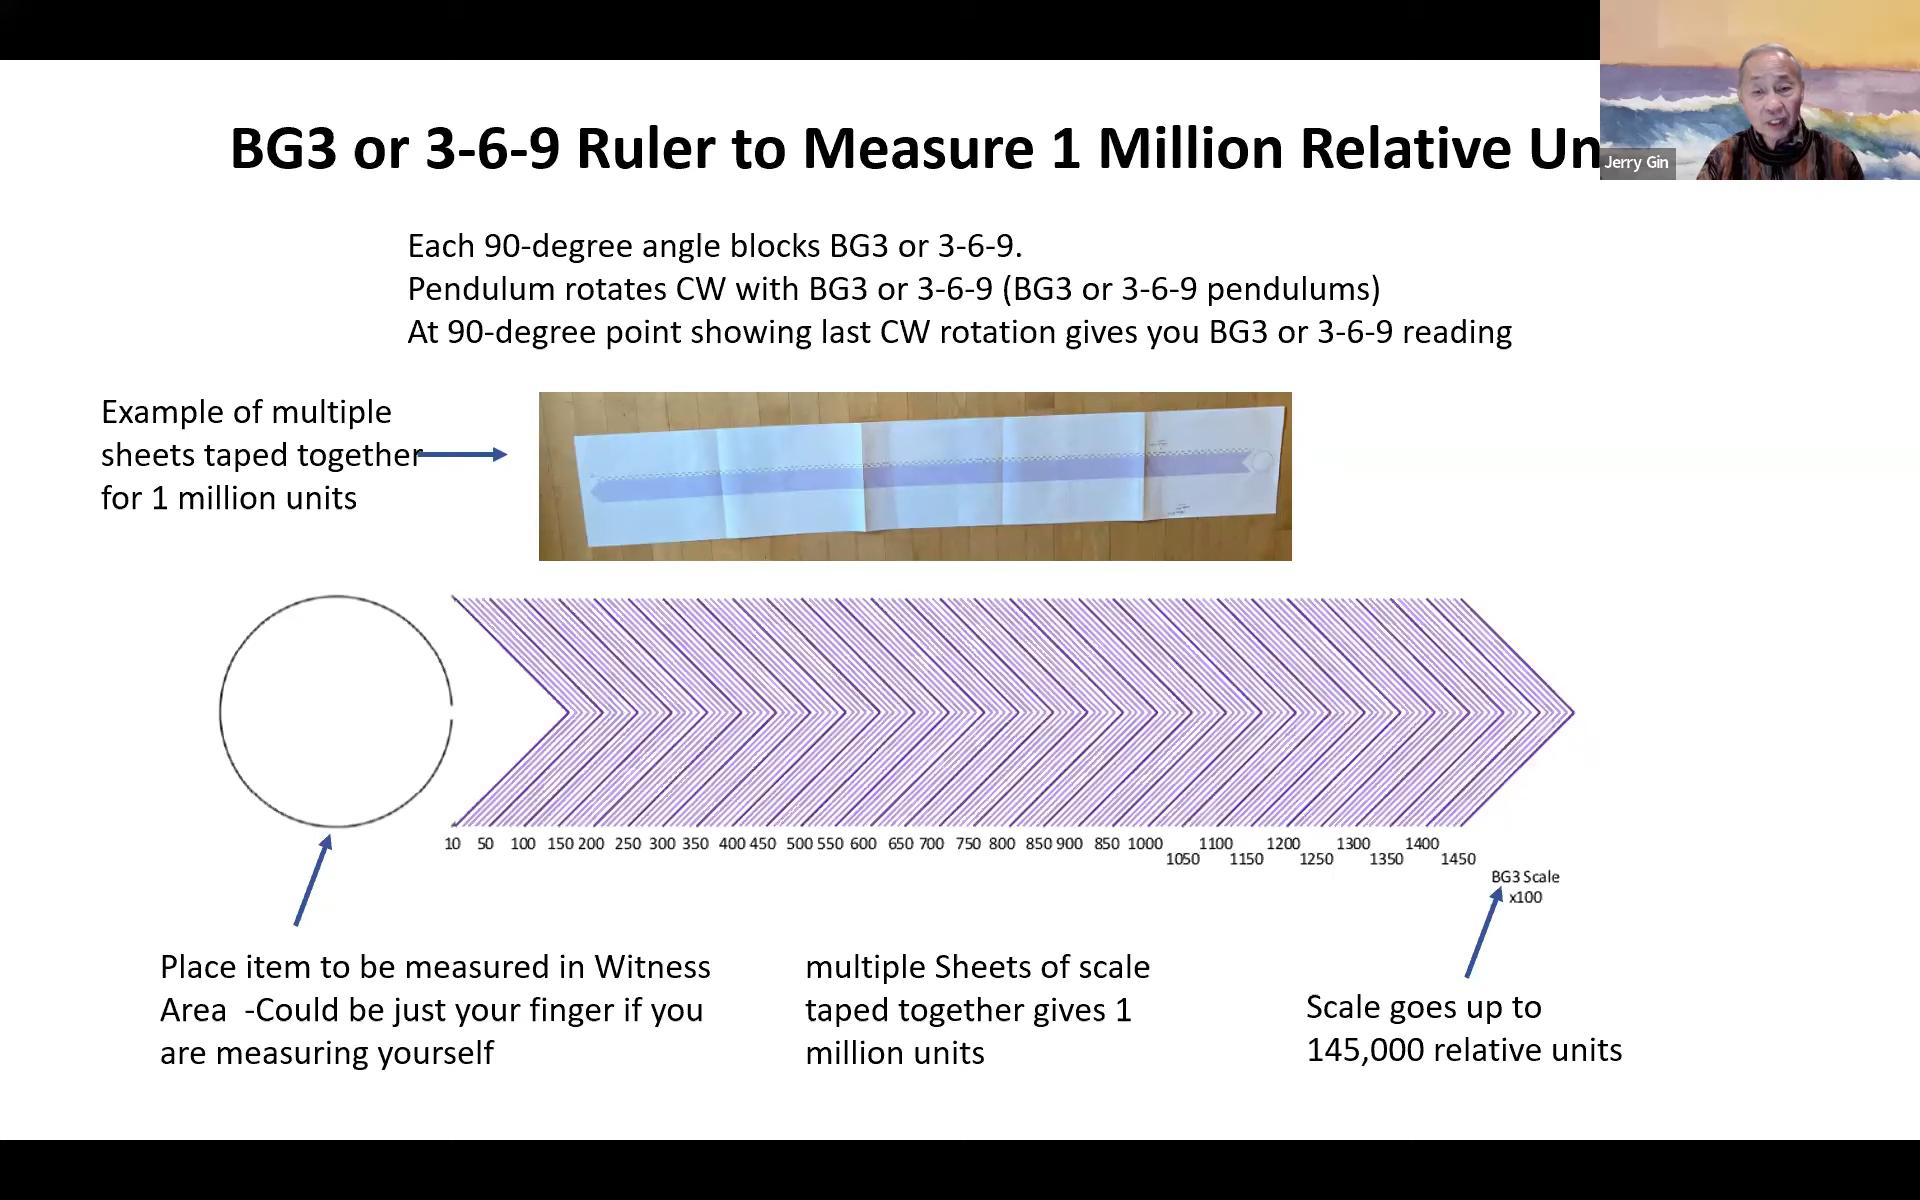 BG3 or 3-6-9 Ruler to Measure 1 Million Relative Un
Jerry Gin
Each 90-degree angle blocks BG3 or 3-6-9.
Pendulum rotates CW with BG3 or 3-6-9 (BG3 or 3-6-9 pendulums)
At 90-degree point showing last CW rotation gives you BG3 or 3-6-9 reading
Example of multiple
sheets taped together
for 1 million units
10 50 100 150 200 250 300 350 400 450 500 550 600 650 700 750 800 850 900 850 1000 1100 1200 1300 1400
1050 1150 1250 1350 1450
BG3 Scale
x100
Place item to be measured in Witness
Area -Could be just your finger if you
are measuring yourself
multiple Sheets of scale
taped together gives 1
million units
Scale goes up to
145,000 relative units